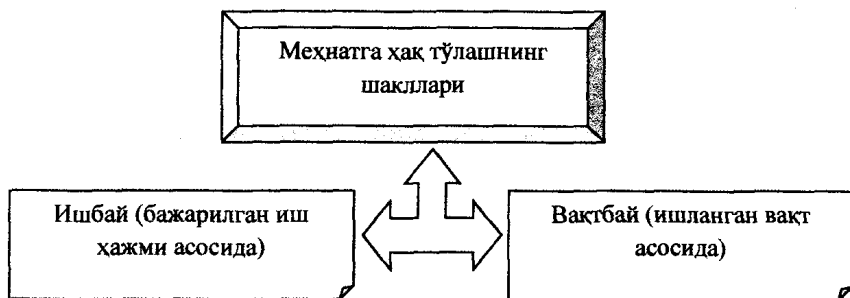 Меҳнатга ҳақ тўлашнинг
шакллари
Ишбай (бажарилган иш
ҳажми асосида)
Вақтбай (ишланган вақт
асосида)